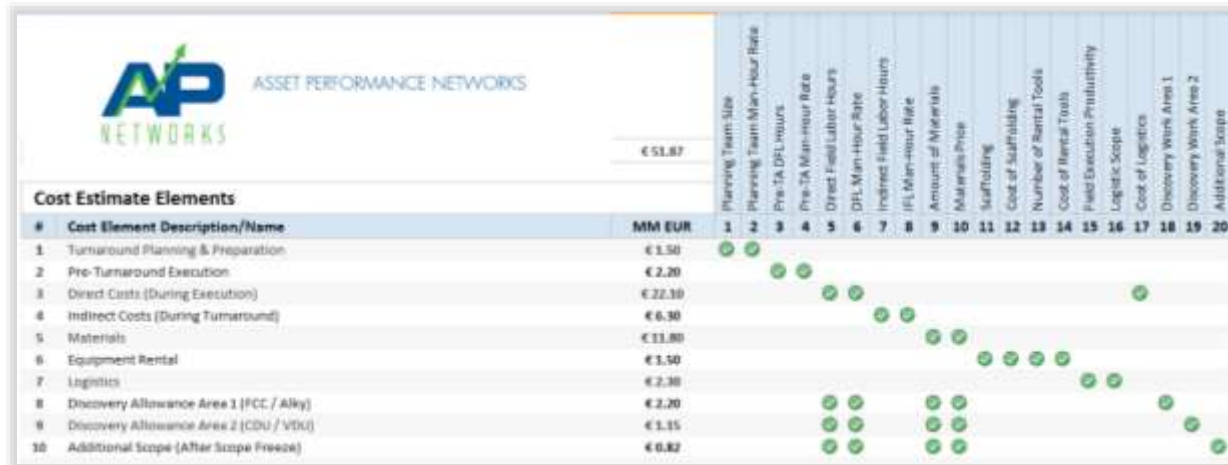 AP
NETWORKS
ASSET PERFORMANCE NETWORKS
€ 51.87
Planning Team Size
Planning Team Man-Hour Rate
Pre-TA DFL Hours
Pre-TA Man-Hour Rate
Direct Field Labor Hours
DFL Man-Hour Rate
Indirect Field Labor Hours
IFL Man-Hour Rate
Amount of Materials
Materials Price
Scaffolding
Cost of Scaffolding
Number of Rental Tools
Cost of Rental Tools
Field Execution Productivity
Logistic Scope
Cost of Logistics
Discovery Work Area 1
Discovery Work Area 2
Additional Scope
Cost Estimate Elements
# Cost Element Description/Name MM EUR 1 2 3 4 5 6 7 8 9 10 11 12 13 14 15 16 17 18 19 20
1 Turnaround Planning & Preparation € 1.50
2 Pre-Turnaround Execution € 2.20
3 Direct Costs (During Execution) € 22.10
4 Indirect Costs (During Turnaround) € 6.30
5 Materials € 11.80
6 Equipment Rental € 1.50
7 Logistics € 2.30
8 Discovery Allowance Area 1 (FCC / Alky) € 2.20
9 Discovery Allowance Area 2 (CDU / VDU) € 1.15
10 Additional Scope (After Scope Freeze) € 0.82